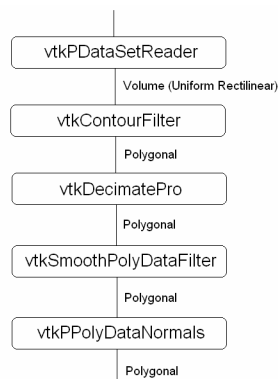 vtkPDataSetReader
Volume (Uniform Rectilinear)
vtkContourFilter
Polygonal
vtkDecimatePro
Polygonal
vtkSmoothPolyDataFilter
Polygonal
vtkPPolyDataNormals
Polygonal